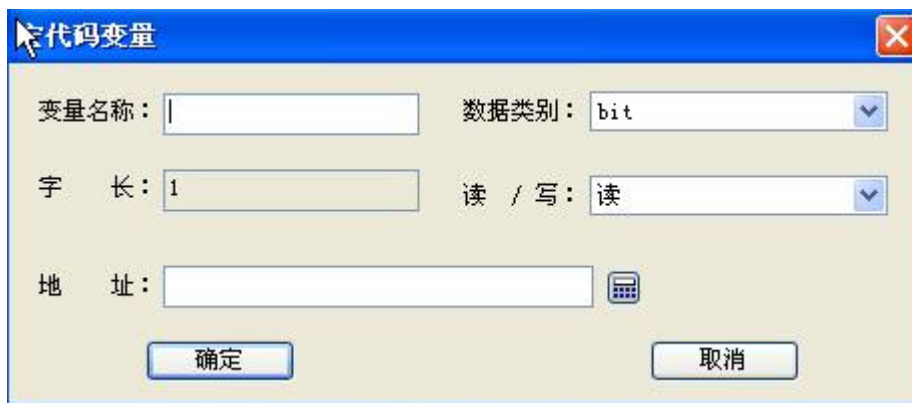 代码变量
变量名称： 数据类别： bit
字 长： 1 读 / 写： 读
地 址：
确定 取消